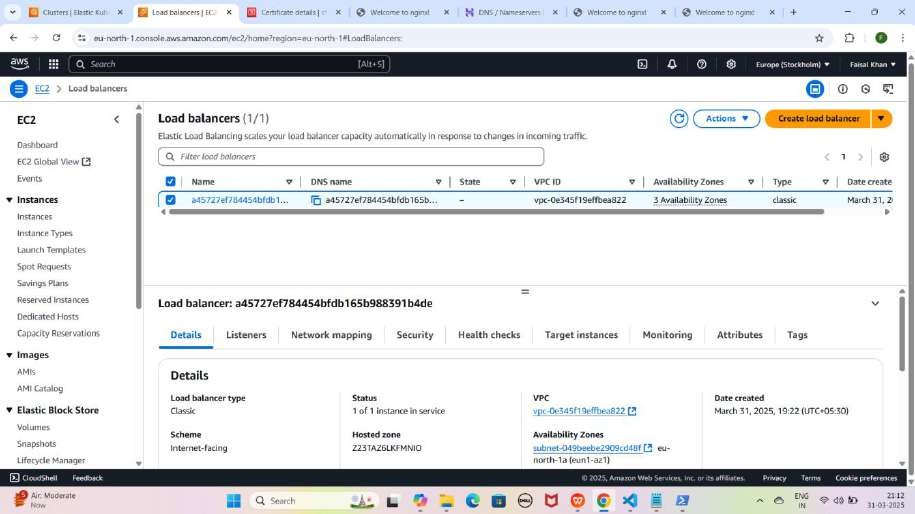 Clusters | Elastic Kub
Load balancers | EC2
Certificate details | cf
Welcome to nginx!
DNS / Nameservers
Welcome to nginx!
Welcome to nginx!
eu-north-1.console.aws.amazon.com/ec2/home?region=eu-north-1#LoadBalancers:
F
aws
Search
[Alt+S]
Europe (Stockholm)
Faisal Khan
EC2
Load balancers
EC2
Dashboard
EC2 Global View
Events
Instances
Instances
Instance Types
Launch Templates
Spot Requests
Savings Plans
Reserved Instances
Dedicated Hosts
Capacity Reservations
Images
AMIs
AMI Catalog
Elastic Block Store
Volumes
Snapshots
Lifecycle Manager
Load balancers (1/1)
Elastic Load Balancing scales your load balancer capacity automatically in response to changes in incoming traffic.
Actions
Create load balancer
Filter load balancers
1
Name DNS name State VPC ID Availability Zones Type Date create
a45727ef784454bfdb1... a45727ef784454bfdb165b... – vpc-0e345f19effbea822 3 Availability Zones classic March 31, 20
Load balancer: a45727ef784454bfdb165b988391b4de
Details Listeners Network mapping Security Health checks Target instances Monitoring Attributes Tags
Details
Load balancer type
Classic
Status
1 of 1 instance in service
VPC
vpc-0e345f19effbea822
Date created
March 31, 2025, 19:22 (UTC+05:30)
Scheme
Internet-facing
Hosted zone
Z23TAZ6LKFMNIO
Availability Zones
subnet-049beebe2909cd48f eu-
north-1a (eun1-az1)
CloudShell Feedback © 2025, Amazon Web Services, Inc. or its affiliates. Privacy Terms Cookie preferences
Air: Moderate
Now
Search
DELL
ENG
IN
21:12
31-03-2025